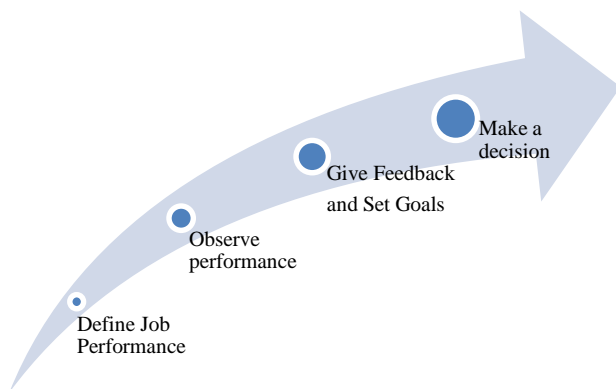 Define Job
Performance
Observe
performance
Give Feedback
and Set Goals
Make a
decision